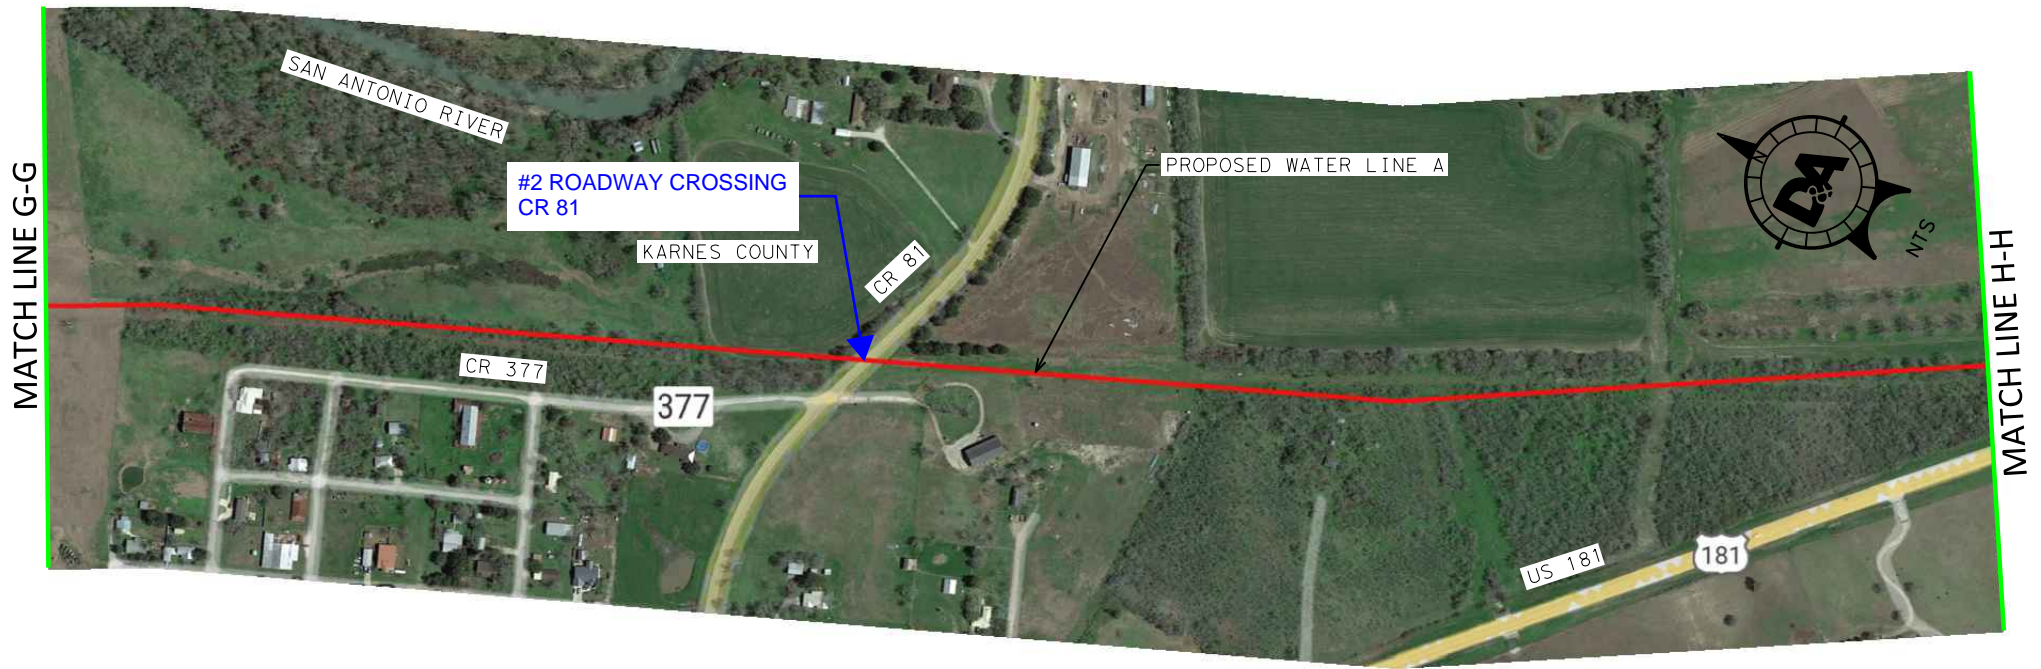 SAN ANTONIO RIVER
#2 ROADWAY CROSSING
CR 81
KARNES COUNTY
CR 81
PROPOSED WATER LINE A
N
D&A
NTS
MATCH LINE G-G
MATCH LINE H-H
CR 377
377
US 181
181